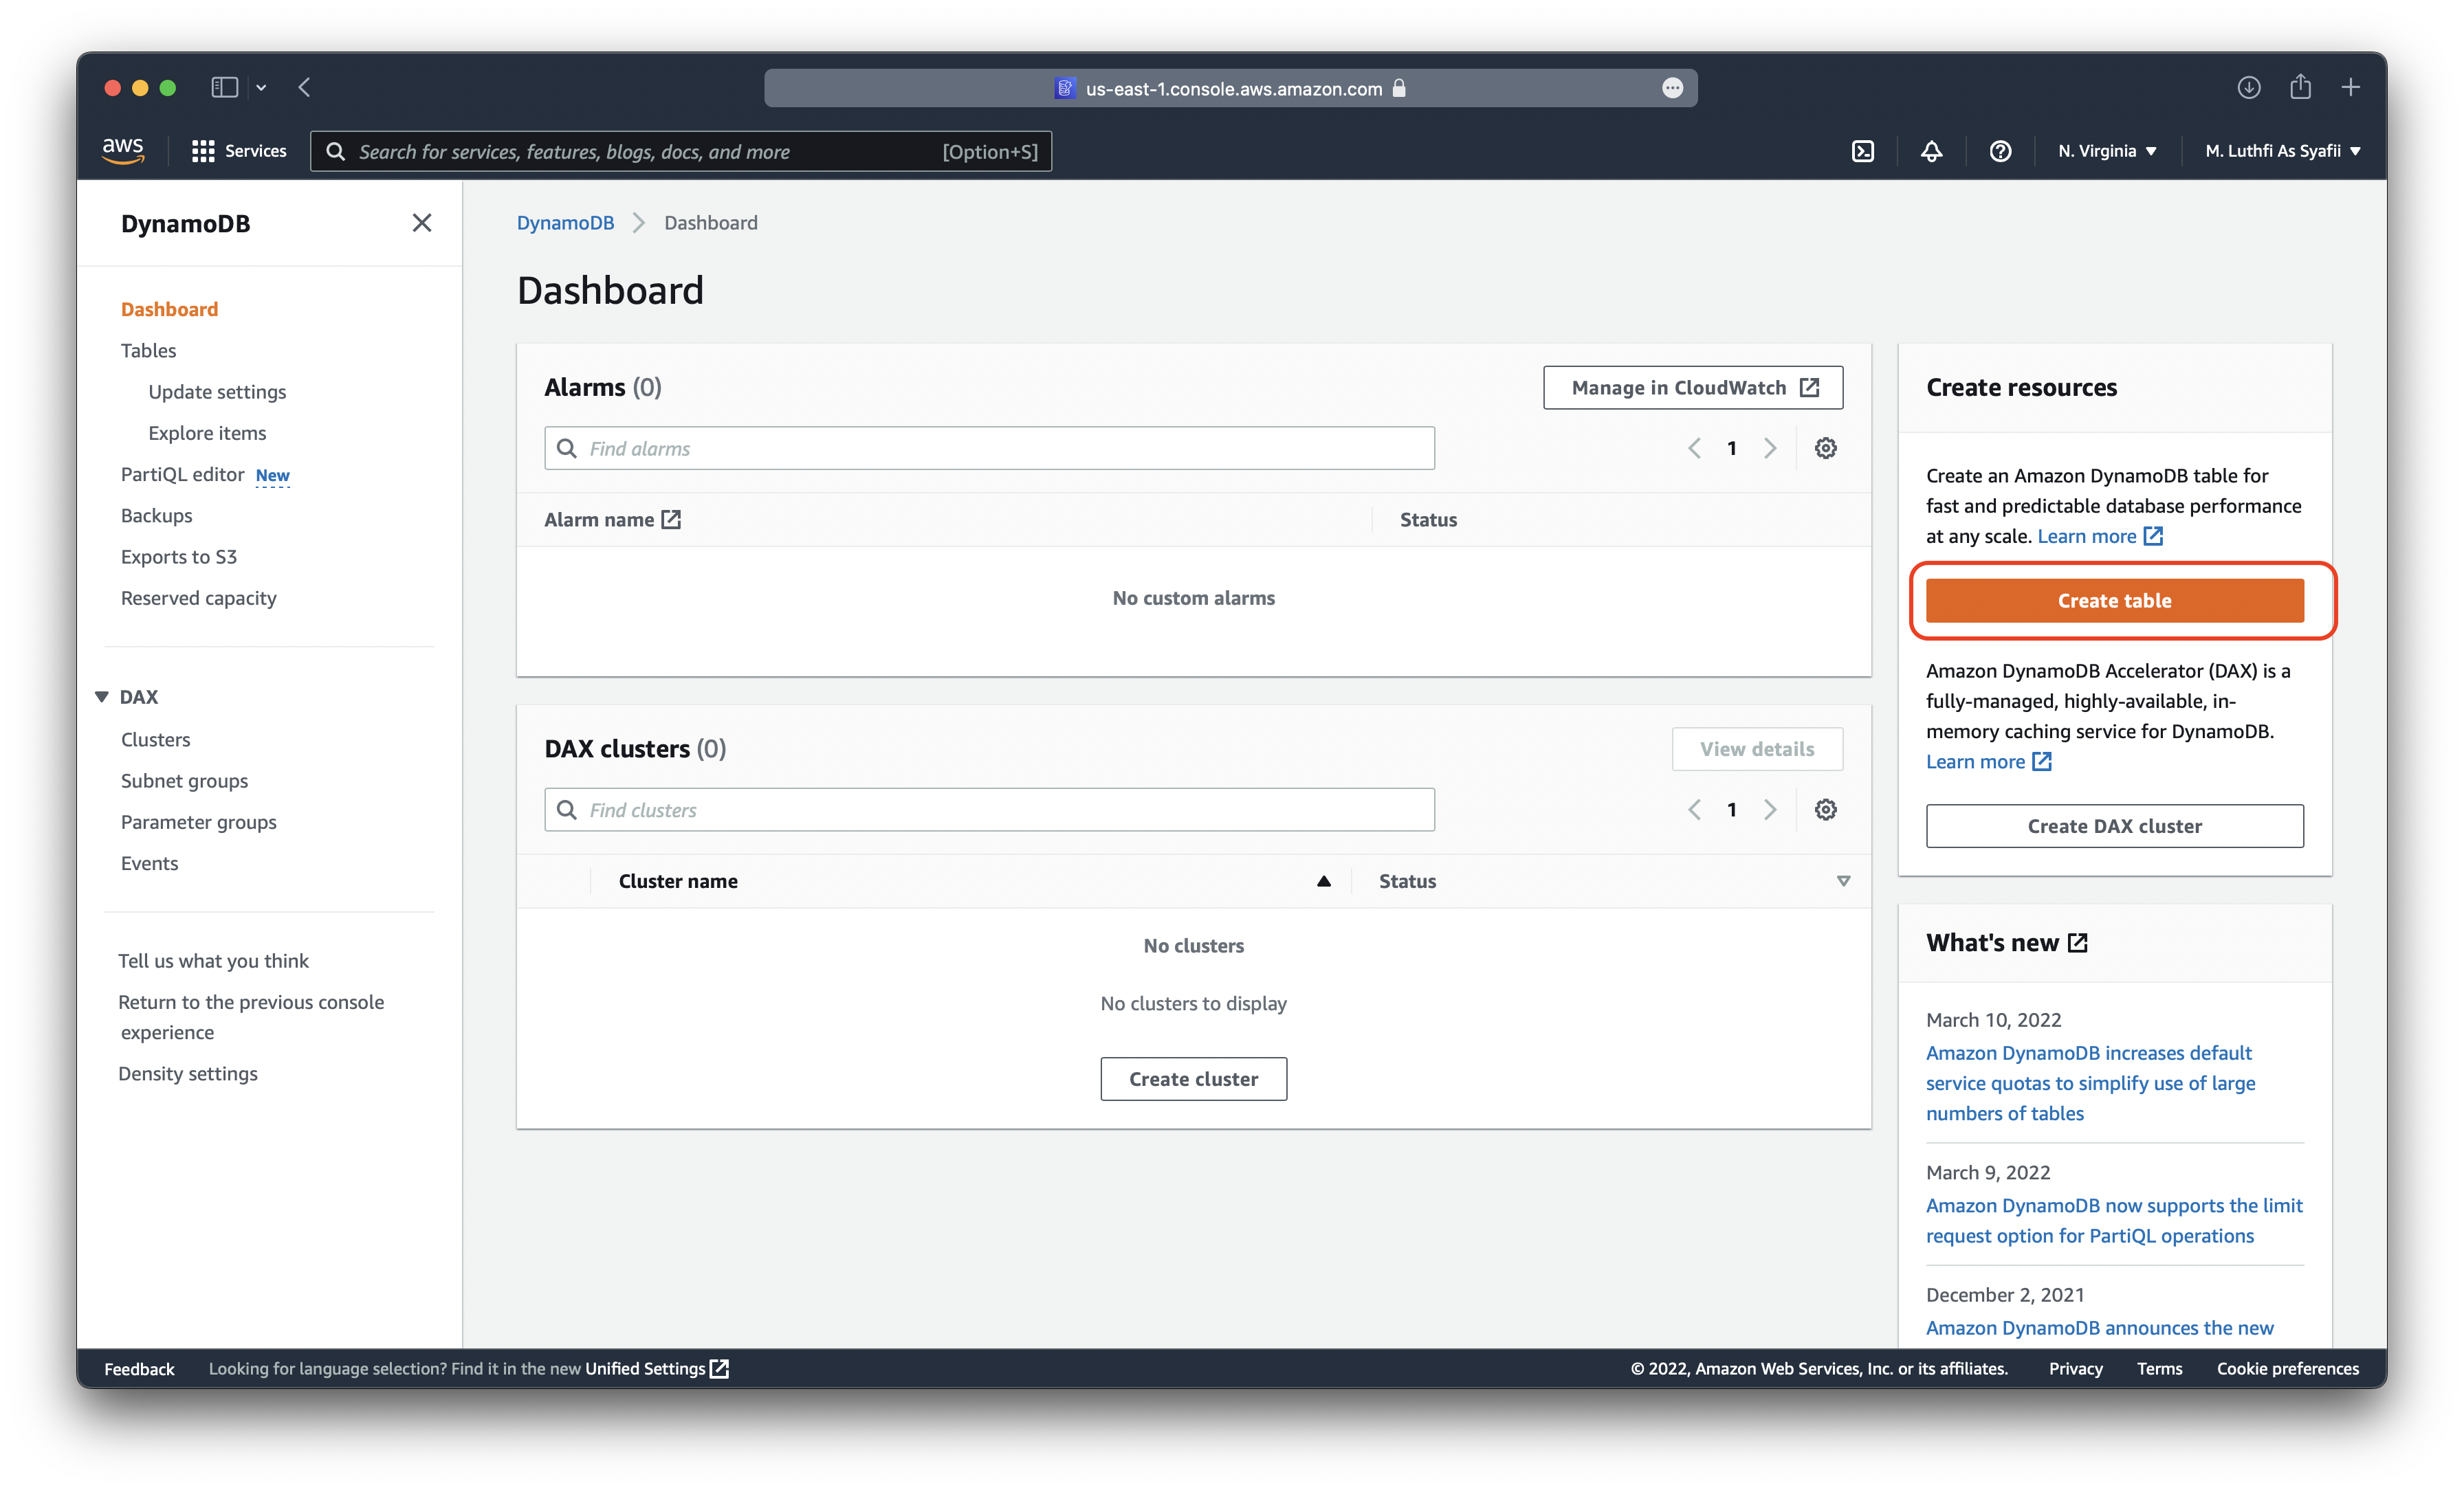 us-east-1.console.aws.amazon.com
aws
Services
Search for services, features, blogs, docs, and more [Option+S]
N. Virginia
M. Luthfi As Syafii
DynamoDB
Dashboard
Tables
Update settings
Explore items
PartiQL editor New
Backups
Exports to S3
Reserved capacity
DAX
Clusters
Subnet groups
Parameter groups
Events
Tell us what you think
Return to the previous console
experience
Density settings
DynamoDB Dashboard
Dashboard
Alarms (0)
Manage in CloudWatch
Find alarms
1
Alarm name Status
No custom alarms
DAX clusters (0)
View details
Find clusters
1
Cluster name Status
No clusters
No clusters to display
Create cluster
Create resources
Create an Amazon DynamoDB table for
fast and predictable database performance
at any scale. Learn more
Create table
Amazon DynamoDB Accelerator (DAX) is a
fully-managed, highly-available, in-
memory caching service for DynamoDB.
Learn more
Create DAX cluster
What's new
March 10, 2022
Amazon DynamoDB increases default
service quotas to simplify use of large
numbers of tables
March 9, 2022
Amazon DynamoDB now supports the limit
request option for PartiQL operations
December 2, 2021
Amazon DynamoDB announces the new
Feedback
Looking for language selection? Find it in the new Unified Settings
© 2022, Amazon Web Services, Inc. or its affiliates.
Privacy
Terms
Cookie preferences